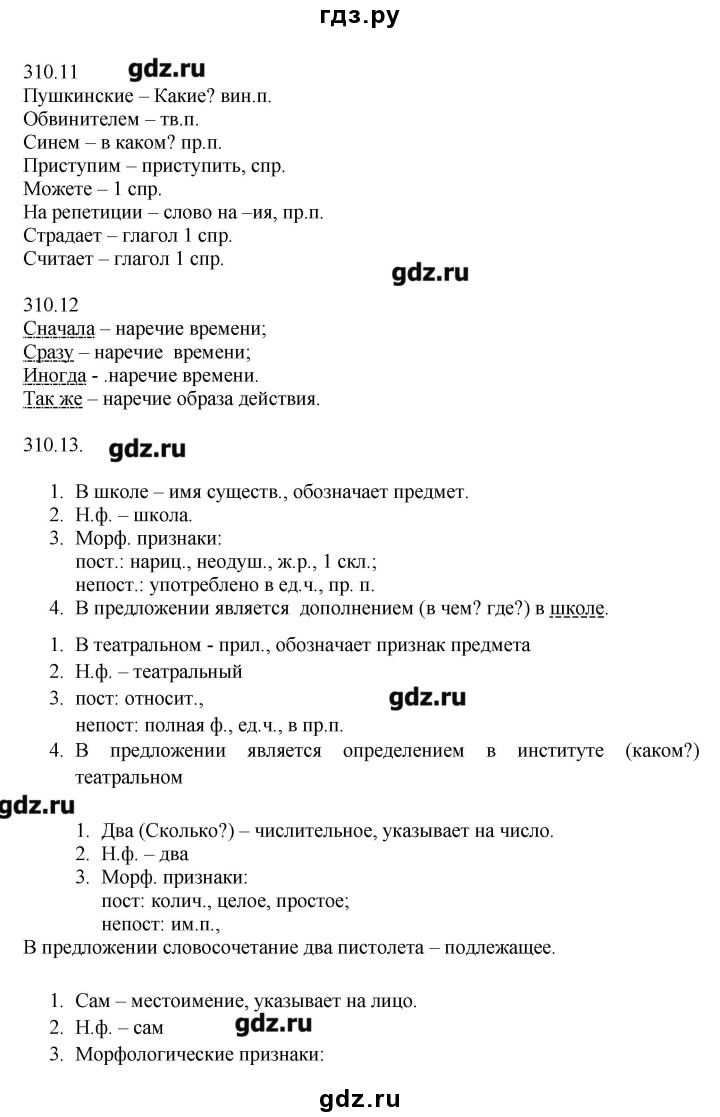 гдз.ру
310.11 gdz.ru
Пушкинские – Какие? вин.п.
Обвинителем – тв.п.
Синем – в каком? пр.п.
Приступим – приступить, спр.
Можете – 1 спр.
На репетиции – слово на –ия, пр.п.
Страдает – глагол 1 спр.
Считает – глагол 1 спр.
gdz.ru
310.12
Сначала – наречие времени;
Сразу – наречие времени;
Иногда - .наречие времени.
Так же – наречие образа действия.
310.13. gdz.ru
1. В школе – имя существ., обозначает предмет.
2. Н.ф. – школа.
3. Морф. признаки:
пост.: нариц., неодуш., ж.р., 1 скл.;
непост.: употреблено в ед.ч., пр. п.
4. В предложении является дополнением (в чем? где?) в школе.
1. В театральном - прил., обозначает признак предмета
2. Н.ф. – театральный
3. пост: относит., gdz.ru
непост: полная ф., ед.ч., в пр.п.
4. В предложении является определением в институте (каком?)
театральном
gdz.ru
1. Два (Сколько?) – числительное, указывает на число.
2. Н.ф. – два
3. Морф. признаки:
пост: колич., целое, простое;
непост: им.п.,
В предложении словосочетание два пистолета – подлежащее.
1. Сам – местоимение, указывает на лицо.
2. Н.ф. – сам gdz.ru
3. Морфологические признаки:
gdz.ru